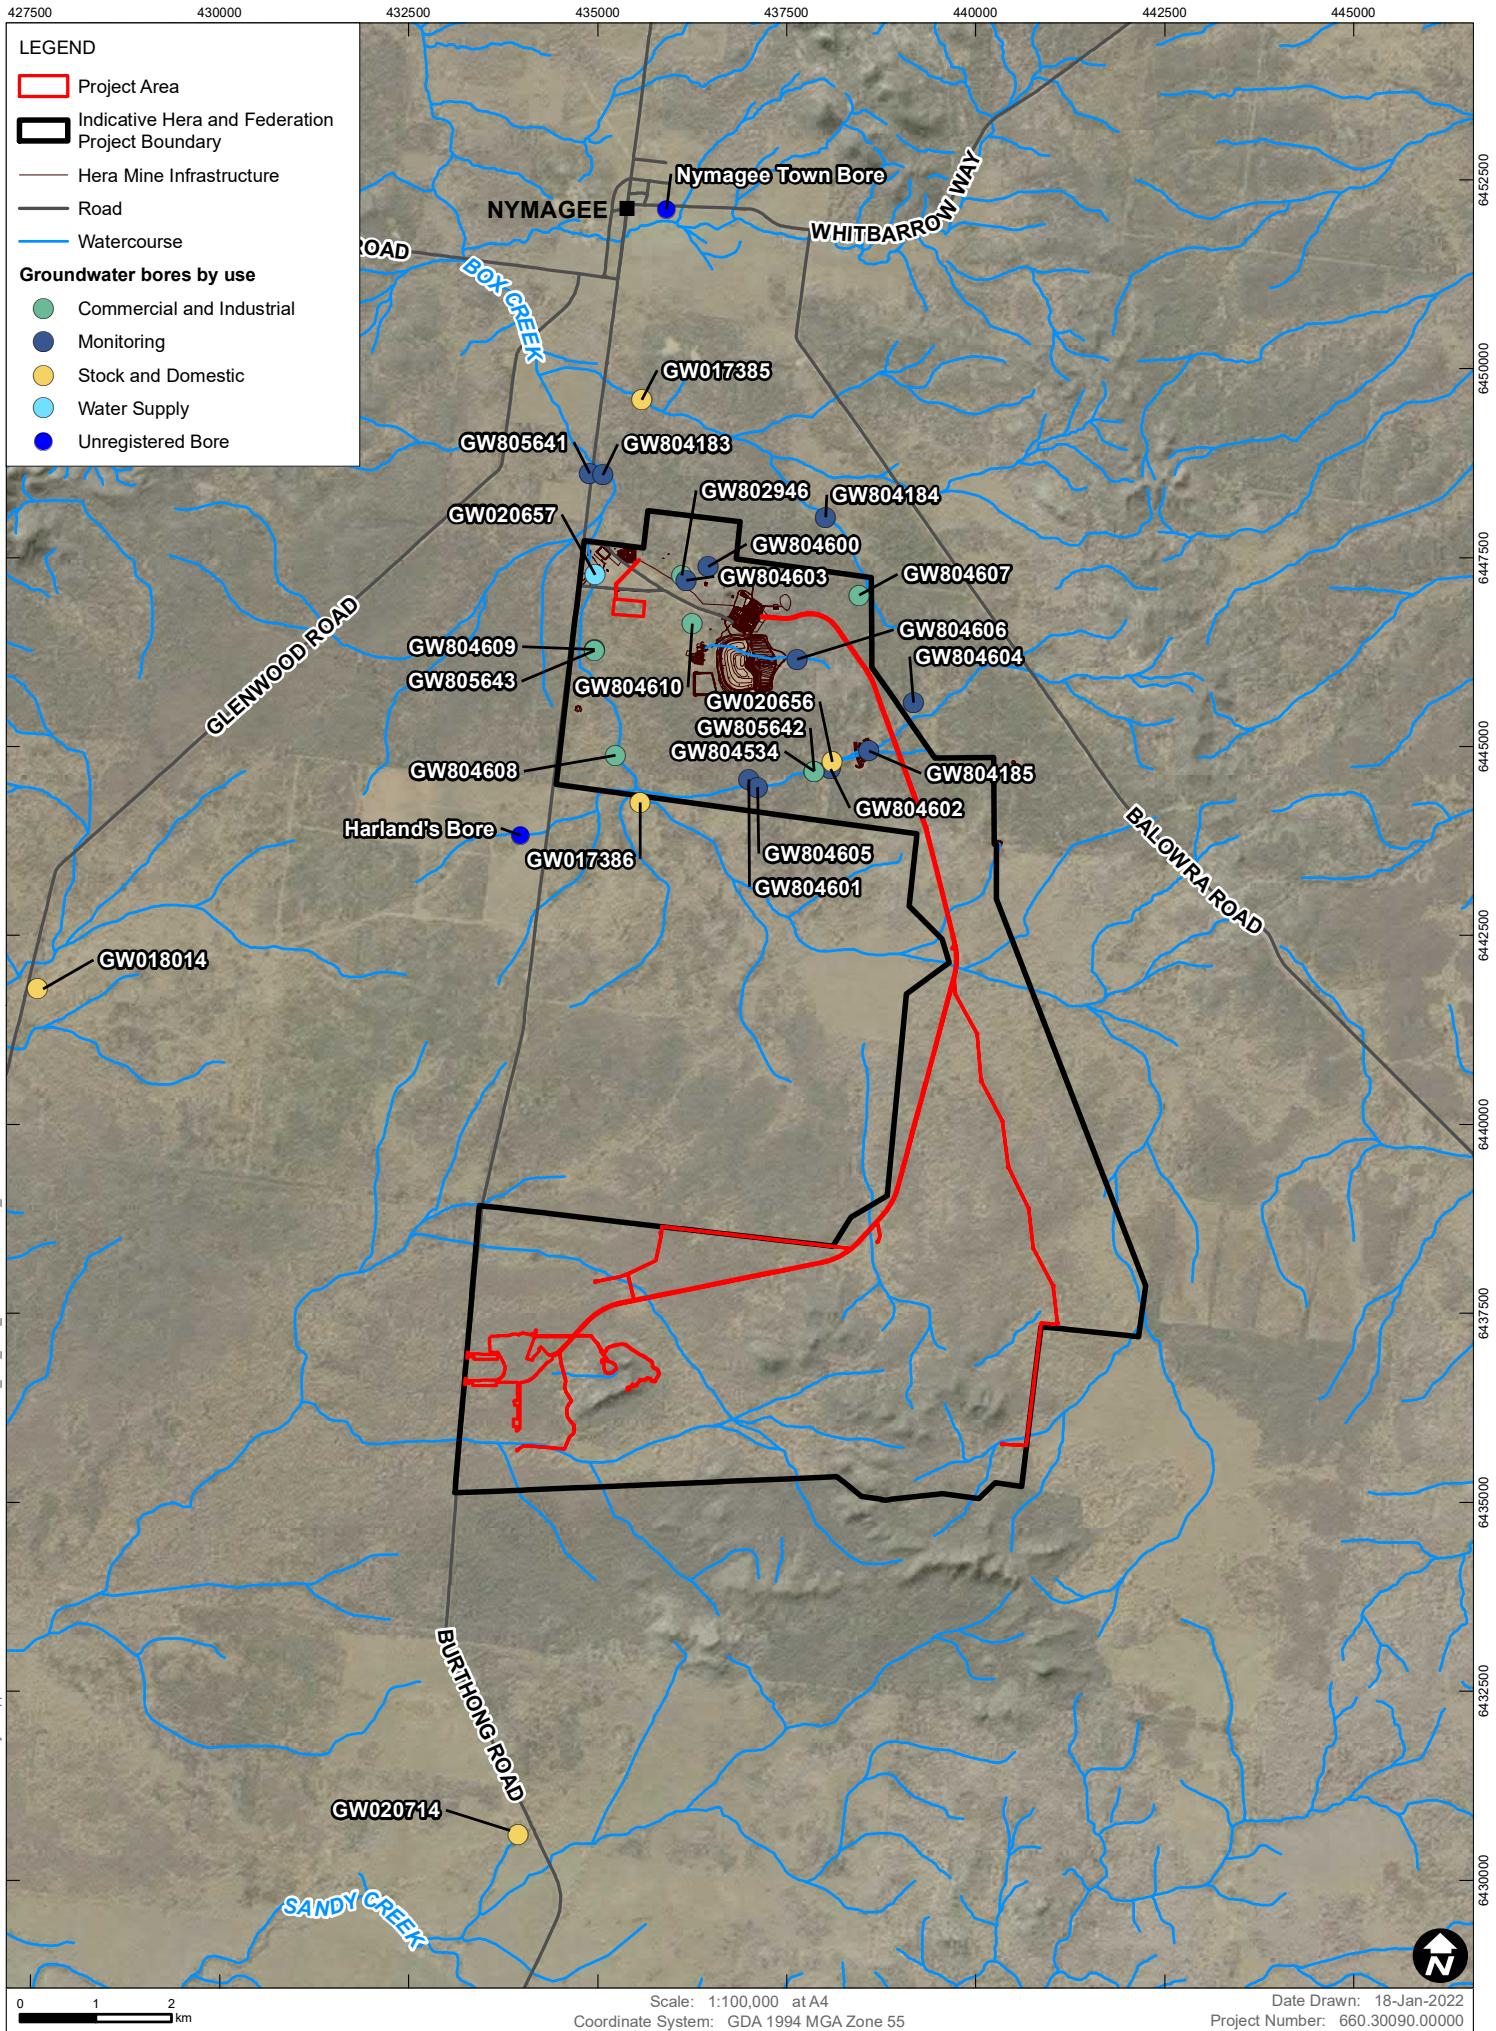 427500
430000
432500
435000
437500
440000
442500
445000
LEGEND
Project Area
Indicative Hera and Federation
Project Boundary
Hera Mine Infrastructure
Road
Watercourse
Groundwater bores by use
Commercial and Industrial
Monitoring
Stock and Domestic
Water Supply
Unregistered Bore
Nymagee Town Bore
NYMAGEE
WHITBARROW WAY
ROAD
BOX CREEK
GW017385
GW805641
GW804183
GW802946
GW804184
GW020657
GW804600
GW804603
GW804607
GW804606
GW804609
GW804604
GW805643
GW804610
GW020656
GW805642
GW804534
GW804608
GW804185
GW804602
GLENWOOD ROAD
BALOWRA ROAD
Harland's Bore
GW017386
GW804605
GW804601
GW018014
BURTHONG ROAD
GW020714
SANDY CREEK
6452500
6450000
6447500
6445000
6442500
6440000
6437500
6435000
6432500
6430000
N
0 1 2
km
Scale: 1:100,000 at A4
Coordinate System: GDA 1994 MGA Zone 55
Date Drawn: 18-Jan-2022
Project Number: 660.30090.00000